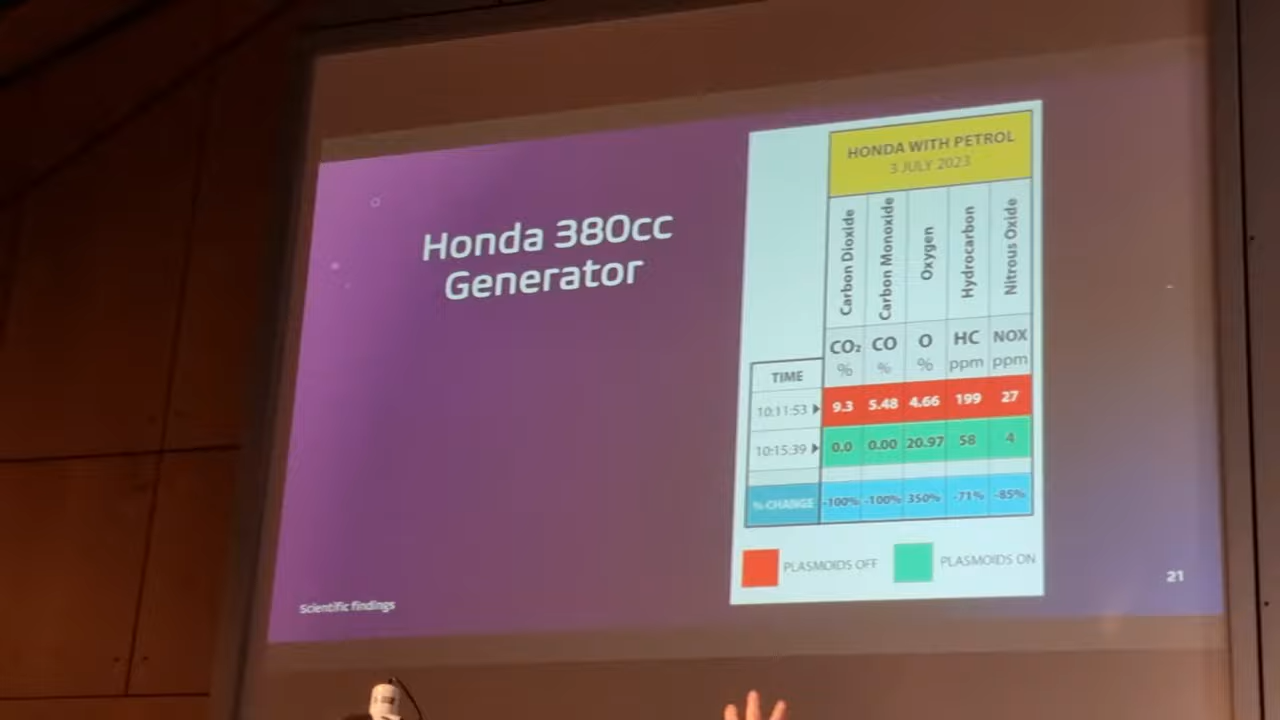 Honda 380cc
Generator
HONDA WITH PETROL
3 JULY 2023
Carbon Dioxide
Carbon Monoxide
Oxygen
Hydrocarbon
Nitrous Oxide
CO₂ CO O HC NOX
% % % ppm ppm
TIME
10:11:53 9.3 5.48 4.66 199 27
10:15:39 0.0 0.00 20.97 58 4
% CHANGE -100% -100% 350% -71% -85%
PLASMOIDS OFF PLASMOIDS ON
Scientific findings
21